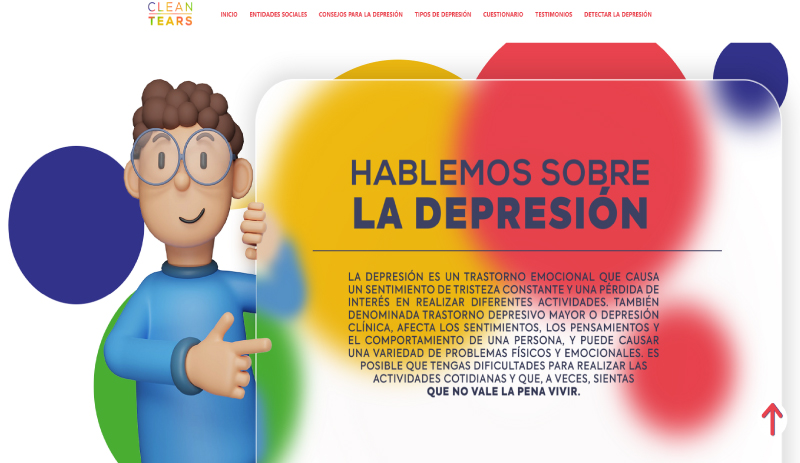 CLEAN
TEARS
INICIO ENTIDADES SOCIALES CONSEJOS PARA LA DEPRESIÓN TIPOS DE DEPRESIÓN CUESTIONARIO TESTIMONIOS DETECTAR LA DEPRESIÓN
HABLEMOS SOBRE
LA DEPRESIÓN
LA DEPRESIÓN ES UN TRASTORNO EMOCIONAL QUE CAUSA
UN SENTIMIENTO DE TRISTEZA CONSTANTE Y UNA PÉRDIDA DE
INTERÉS EN REALIZAR DIFERENTES ACTIVIDADES. TAMBIÉN
DENOMINADA TRASTORNO DEPRESIVO MAYOR O DEPRESIÓN
CLÍNICA, AFECTA LOS SENTIMIENTOS, LOS PENSAMIENTOS Y
EL COMPORTAMIENTO DE UNA PERSONA, Y PUEDE CAUSAR
UNA VARIEDAD DE PROBLEMAS FÍSICOS Y EMOCIONALES. ES
POSIBLE QUE TENGAS DIFICULTADES PARA REALIZAR LAS
ACTIVIDADES COTIDIANAS Y QUE, A VECES, SIENTAS
QUE NO VALE LA PENA VIVIR.